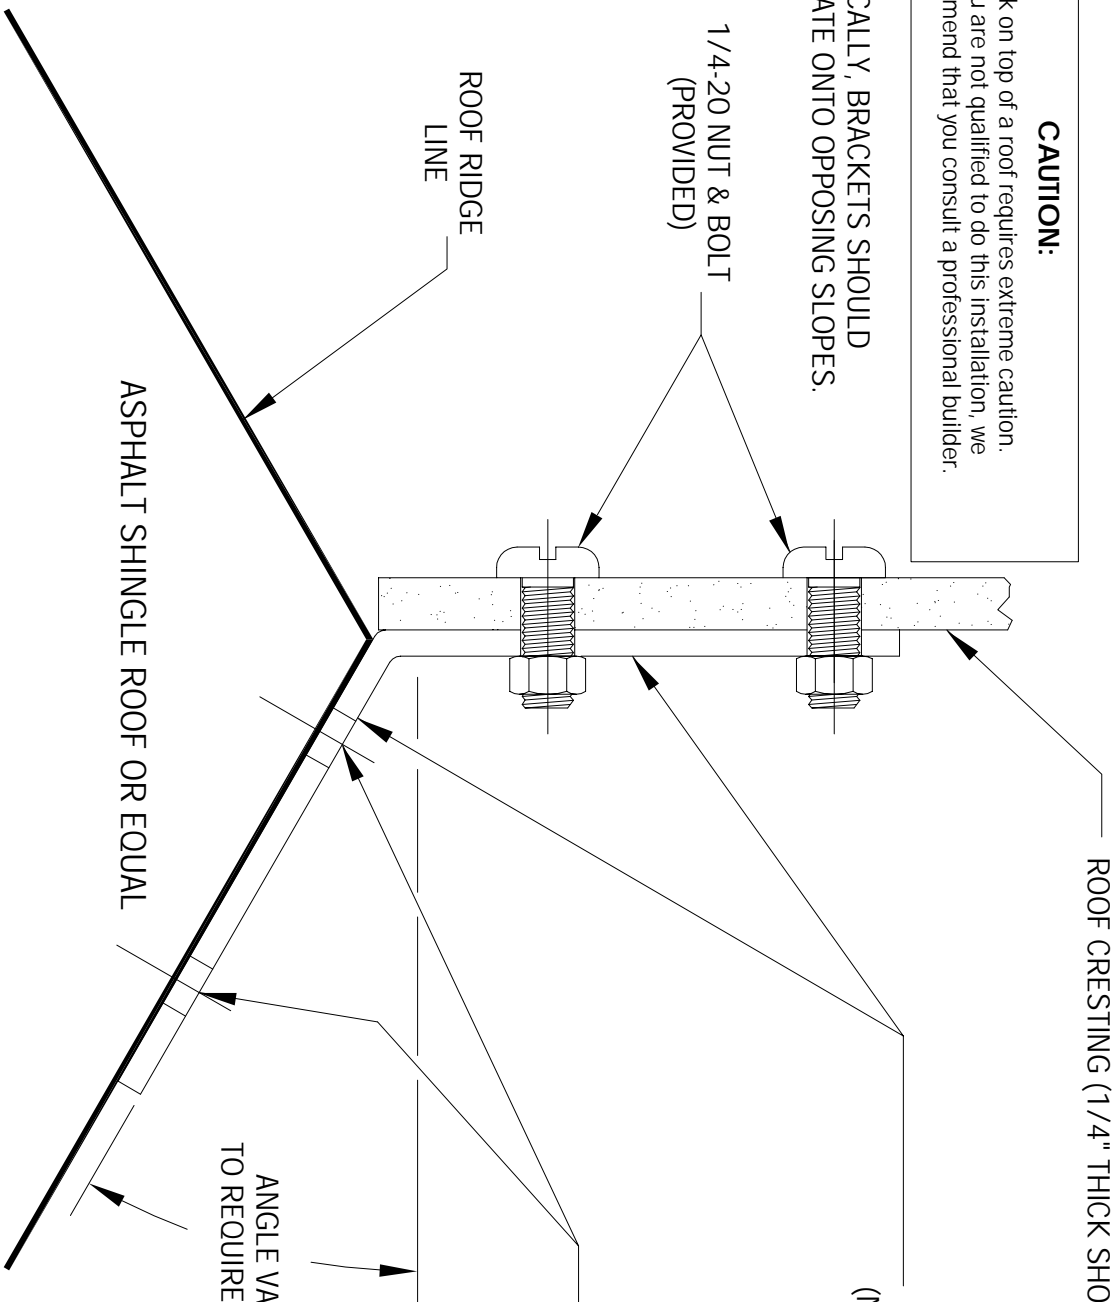 CAUTION:
k on top of a roof requires extreme caution.
u are not qualified to do this installation, we
mend that you consult a professional builder.
CALLY, BRACKETS SHOULD
ATE ONTO OPPOSING SLOPES.
1/4-20 NUT & BOLT
(PROVIDED)
ROOF RIDGE
LINE
ASPHALT SHINGLE ROOF OR EQUAL
ROOF CRESTING (1/4" THICK SHO
ANGLE VA
TO REQUIRE